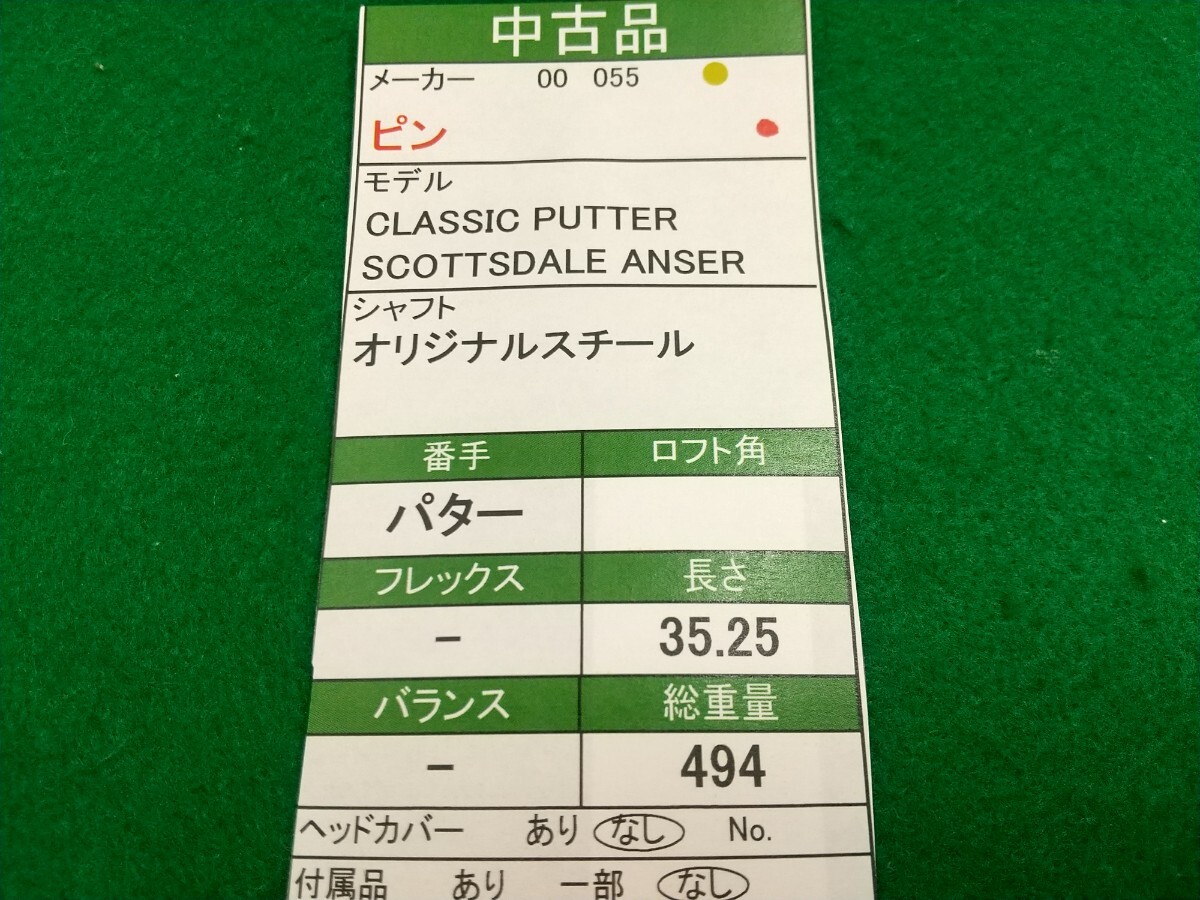 中古品
メーカー 00 055
ピン
モデル
CLASSIC PUTTER
SCOTTSDALE ANSER
シャフト
オリジナルスチール
番手 ロフト角
パター
フレックス 長さ
- 35.25
バランス 総重量
- 494
ヘッドカバー あり なし No.
付属品 あり 一部 なし